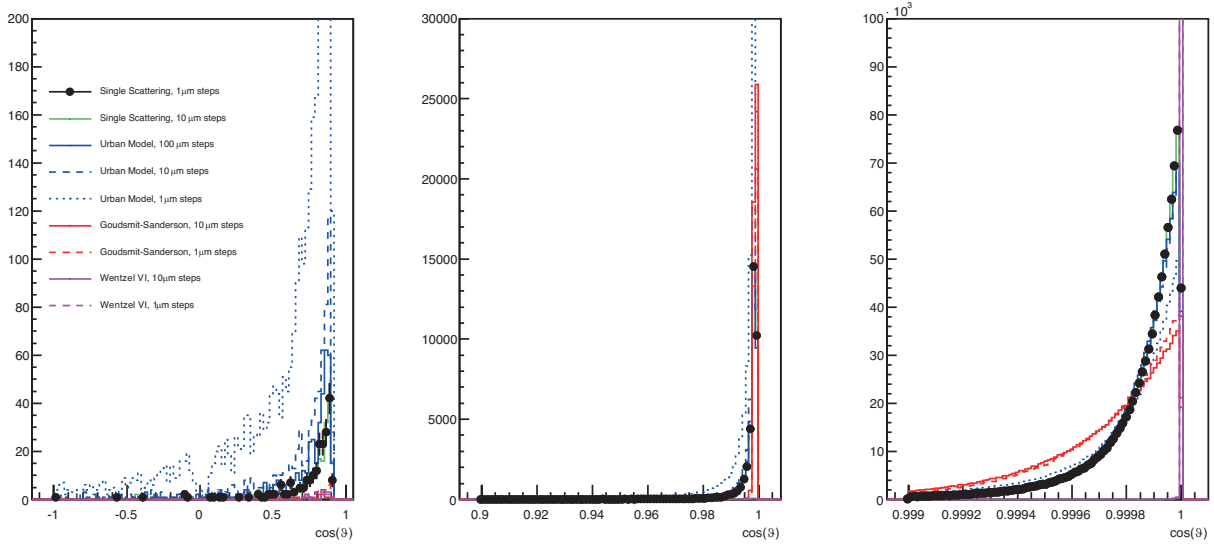 200
180
160
140
120
100
80
60
40
20
0
-1 -0.5 0 0.5 1
cos(ϑ)
Single Scattering, 1μm steps
Single Scattering, 10 μm steps
Urban Model, 100 μm steps
Urban Model, 10 μm steps
Urban Model, 1μm steps
Goudsmit-Sanderson, 10 μm steps
Goudsmit-Sanderson, 1μm steps
Wentzel VI, 10μm steps
Wentzel VI, 1μm steps
30000
25000
20000
15000
10000
5000
0
0.9 0.92 0.94 0.96 0.98 1
cos(ϑ)
×10³
100
80
60
40
20
0
0.999 0.9992 0.9994 0.9996 0.9998 1
cos(ϑ)